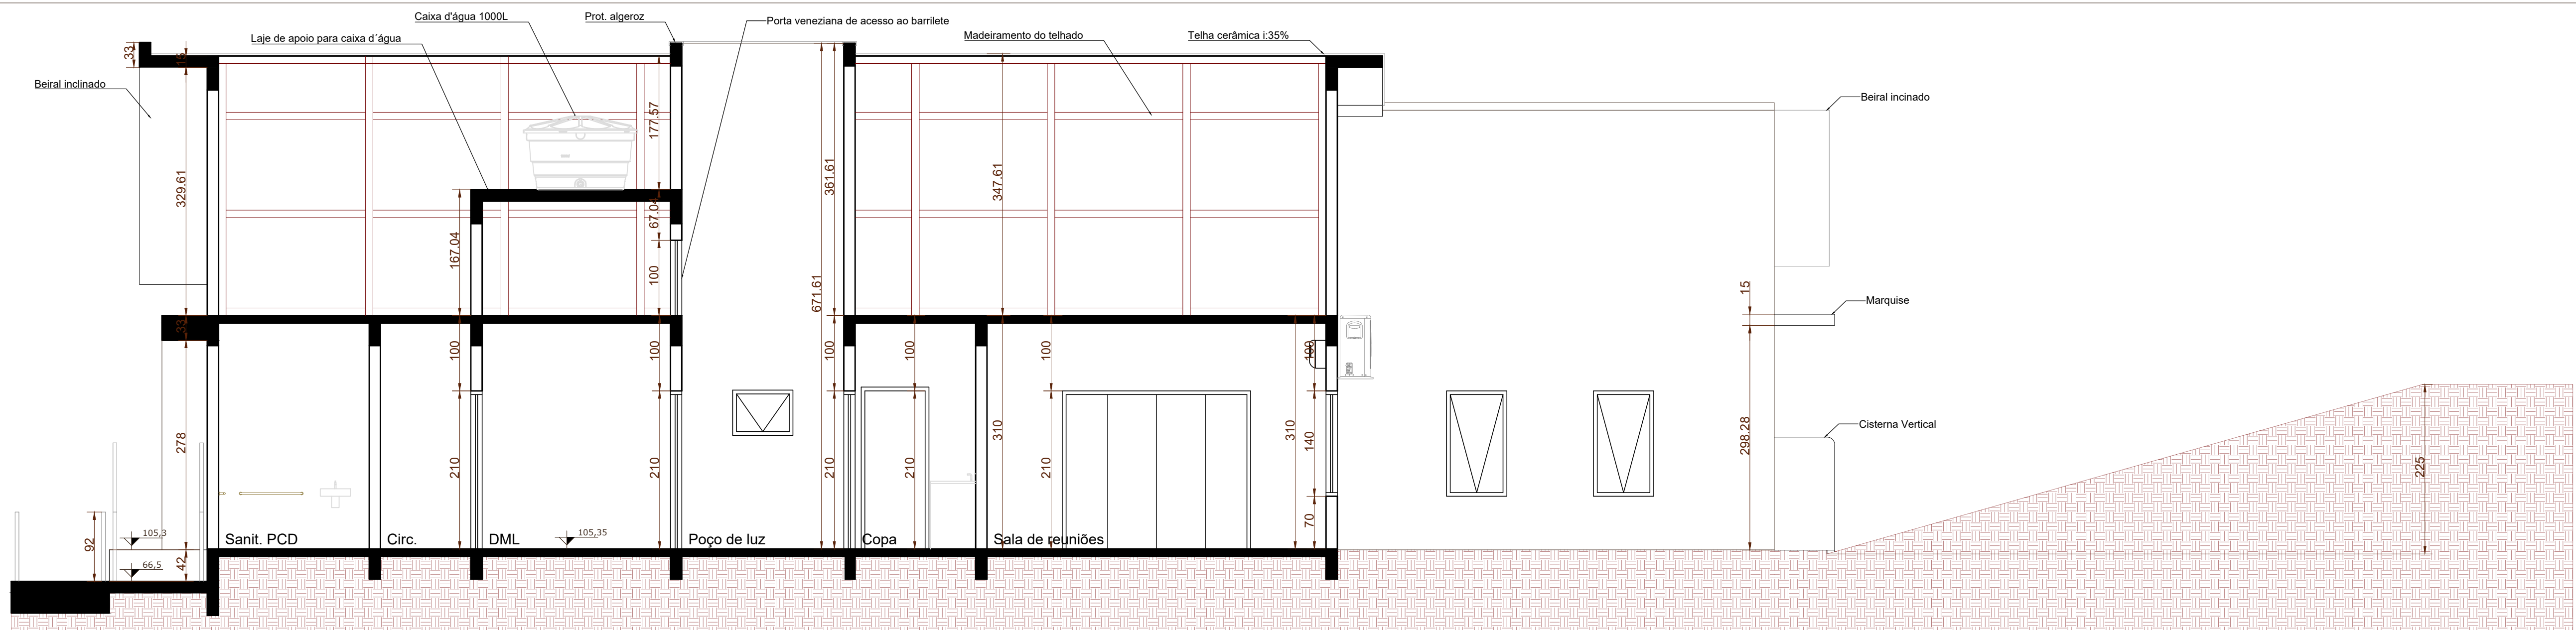 Caixa d'água 1000L
Prot. algeroz
Porta veneziana de acesso ao barrilete
Laje de apoio para caixa d´água
Madeiramento do telhado
Telha cerâmica i:35%
33
15
Beiral inclinado
Beiral incinado
177.57
329.61
361.61
347.61
67.04
167.04
100
671.61
15
Marquise
33
100
100
100
100
100
100
278
210
210
210
210
310
210
310
140
298.28
Cisterna Vertical
225
70
92
105,3
66,5
42
Sanit. PCD
Circ.
DML
105,35
Poço de luz
Copa
Sala de reuniões